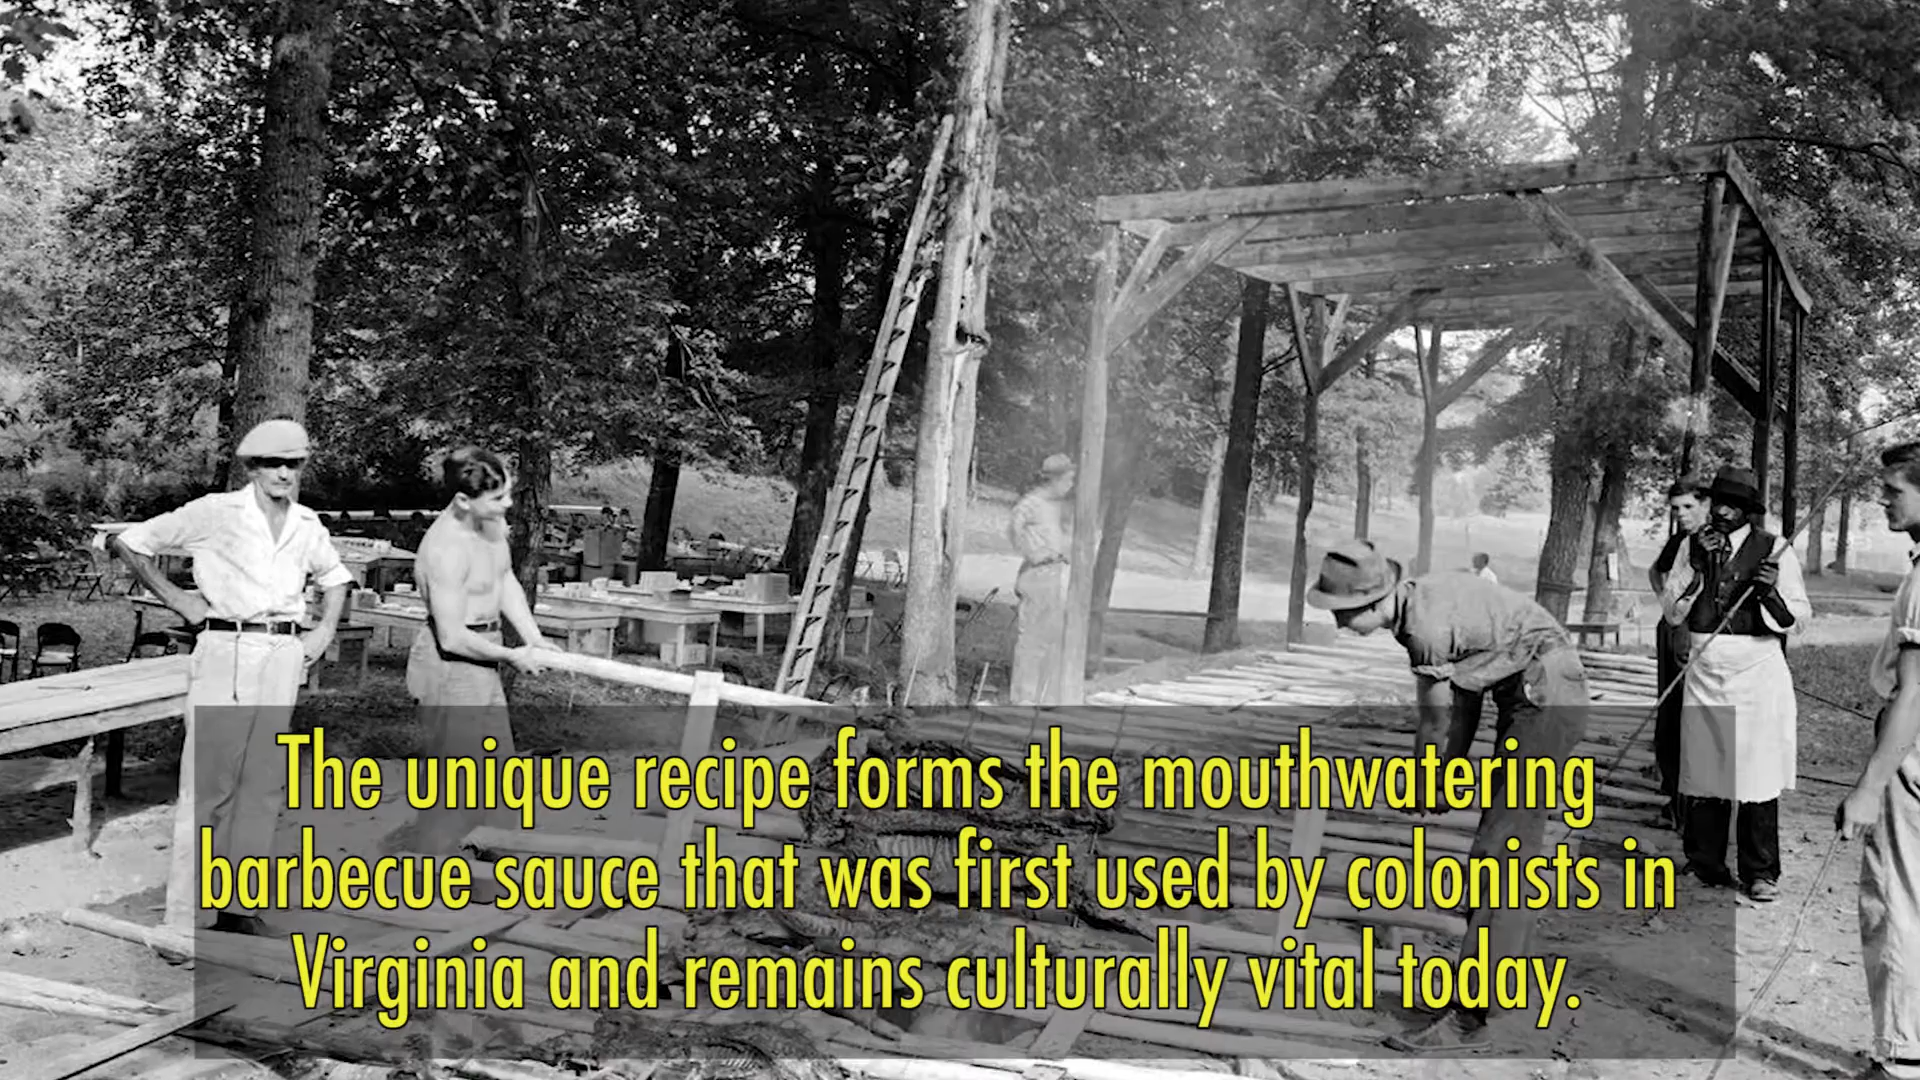 The unique recipe forms the mouthwatering
barbecue sauce that was first used by colonists in
Virginia and remains culturally vital today.